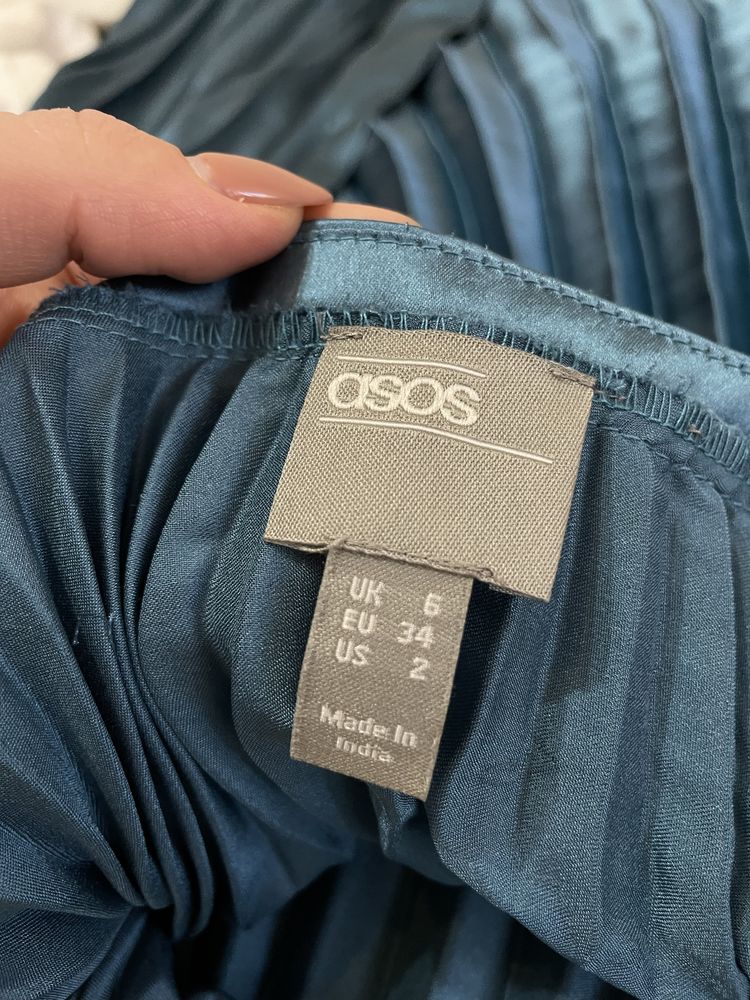 asos
UK 6
EU 34
US 2
Made In
India